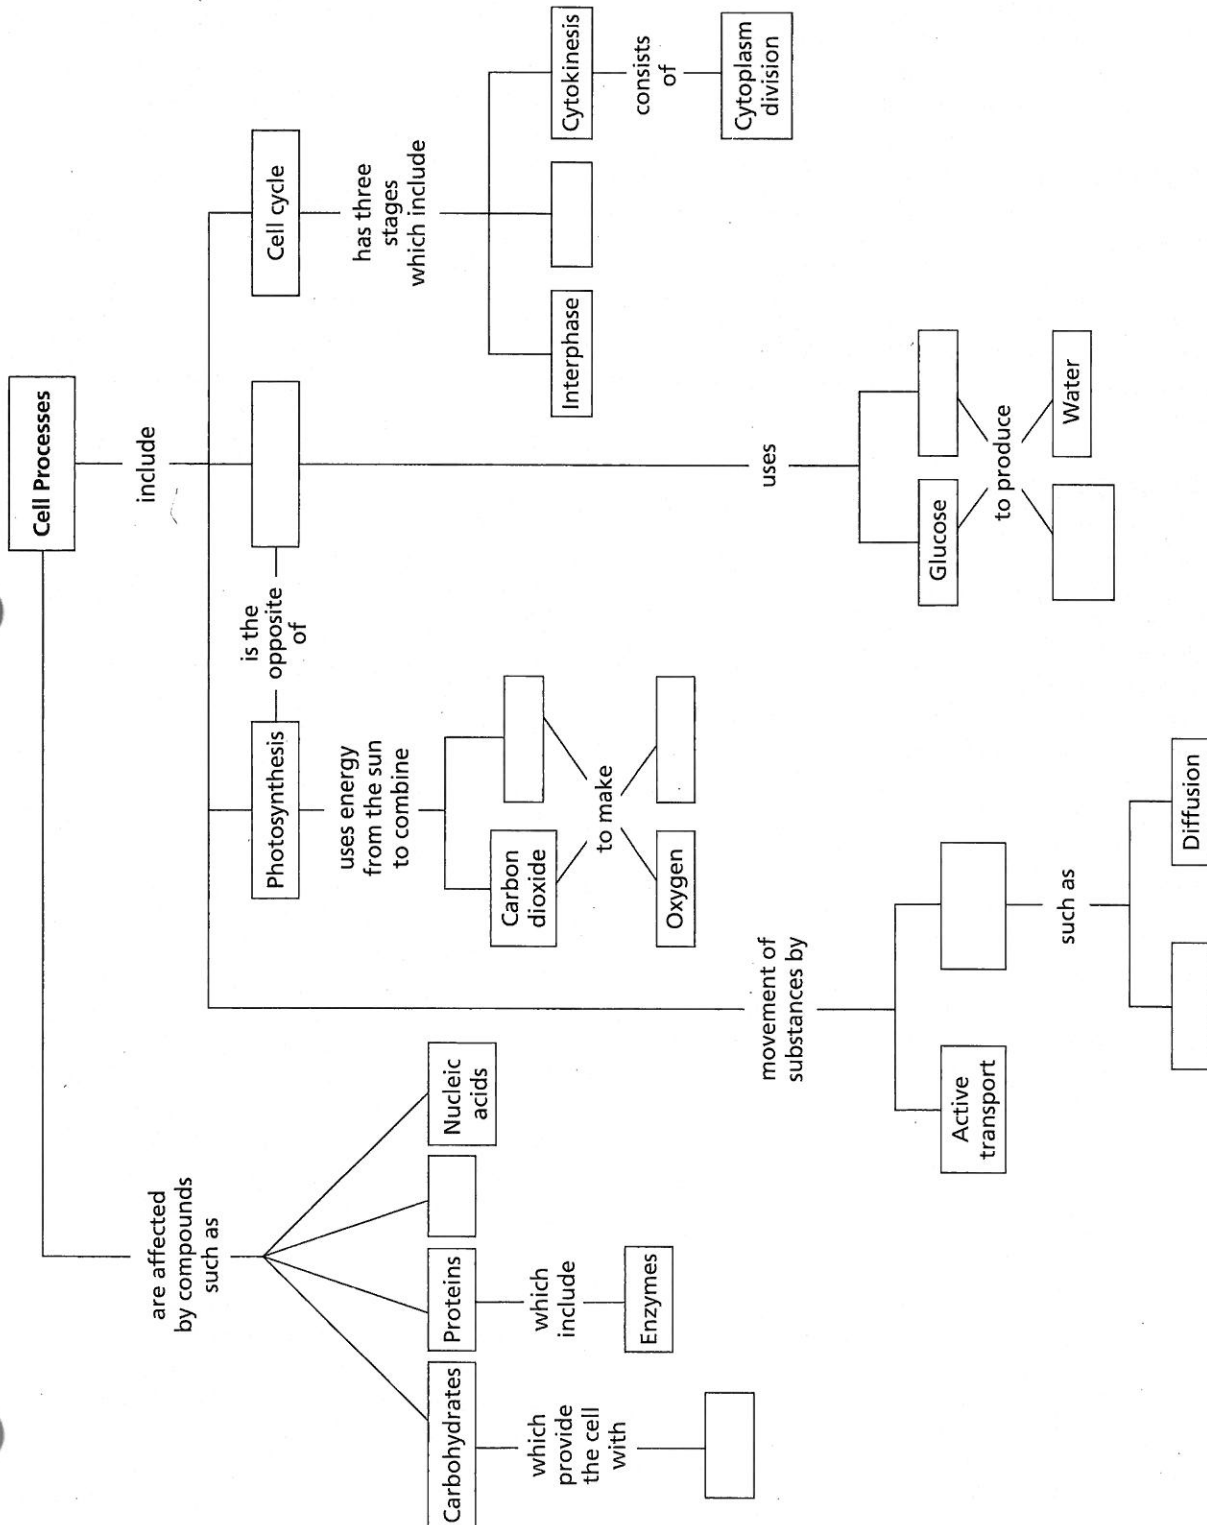 Cell Processes
include
are affected
by compounds
such as
Carbohydrates
which
provide
the cell
with
Proteins
which
include
Enzymes
Nucleic
acids
movement of
substances by
Active
transport
such as
Diffusion
Photosynthesis
uses energy
from the sun
to combine
Carbon
dioxide
to make
Oxygen
is the
opposite
of
uses
Glucose
to produce
Water
Cell cycle
has three
stages
which include
Interphase
Cytokinesis
consists
of
Cytoplasm
division